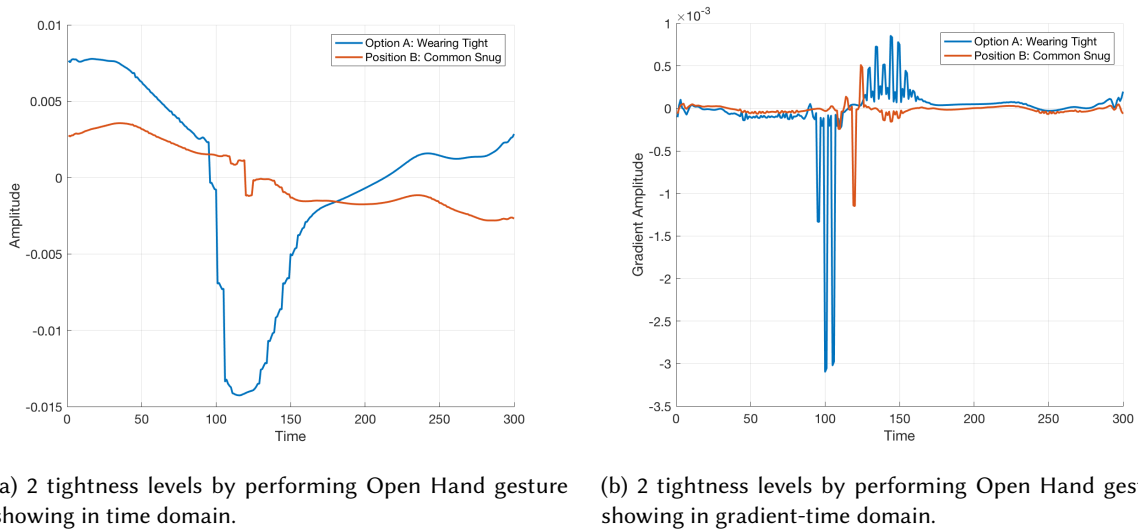 0.01
0.005
0
-0.005
-0.01
-0.015
Amplitude
0 50 100 150 200 250 300
Time
Option A: Wearing Tight
Position B: Common Snug
×10⁻³
1
0.5
0
-0.5
-1
-1.5
-2
-2.5
-3
-3.5
Gradient Amplitude
0 50 100 150 200 250 300
Time
Option A: Wearing Tight
Position B: Common Snug
a) 2 tightness levels by performing Open Hand gesture
showing in time domain.
(b) 2 tightness levels by performing Open Hand gest
showing in gradient-time domain.